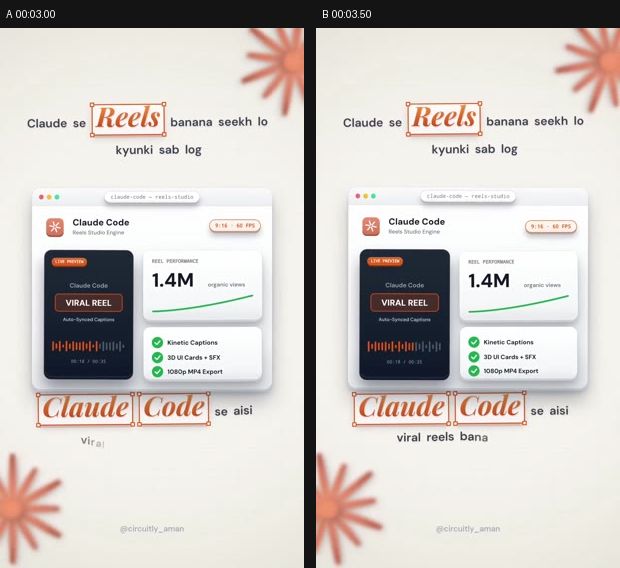 A 00:03.00
Claude se Reels banana seekh lo
kyunki sab log
claude-code — reels-studio
Claude Code
Reels Studio Engine
9:16 · 60 FPS
LIVE PREVIEW
Claude Code
VIRAL REEL
Auto-Synced Captions
00:18 / 00:35
REEL PERFORMANCE
1.4M organic views
Kinetic Captions
3D UI Cards + SFX
1080p MP4 Export
Claude Code se aisi
viral
@circuitly_aman
B 00:03.50
Claude se Reels banana seekh lo
kyunki sab log
claude-code — reels-studio
Claude Code
Reels Studio Engine
9:16 · 60 FPS
LIVE PREVIEW
Claude Code
VIRAL REEL
Auto-Synced Captions
00:18 / 00:35
REEL PERFORMANCE
1.4M organic views
Kinetic Captions
3D UI Cards + SFX
1080p MP4 Export
Claude Code se aisi
viral reels bana
@circuitly_aman